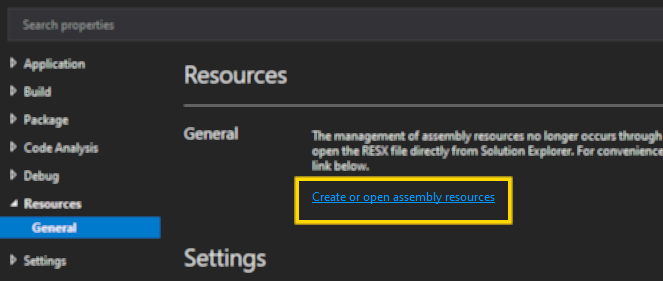 Search properties
Application
Build
Package
Code Analysis
Debug
Resources
General
Settings
Resources
General
The management of assembly resources no longer occurs through
open the RESX file directly from Solution Explorer. For convenience
link below.
Create or open assembly resources
Settings